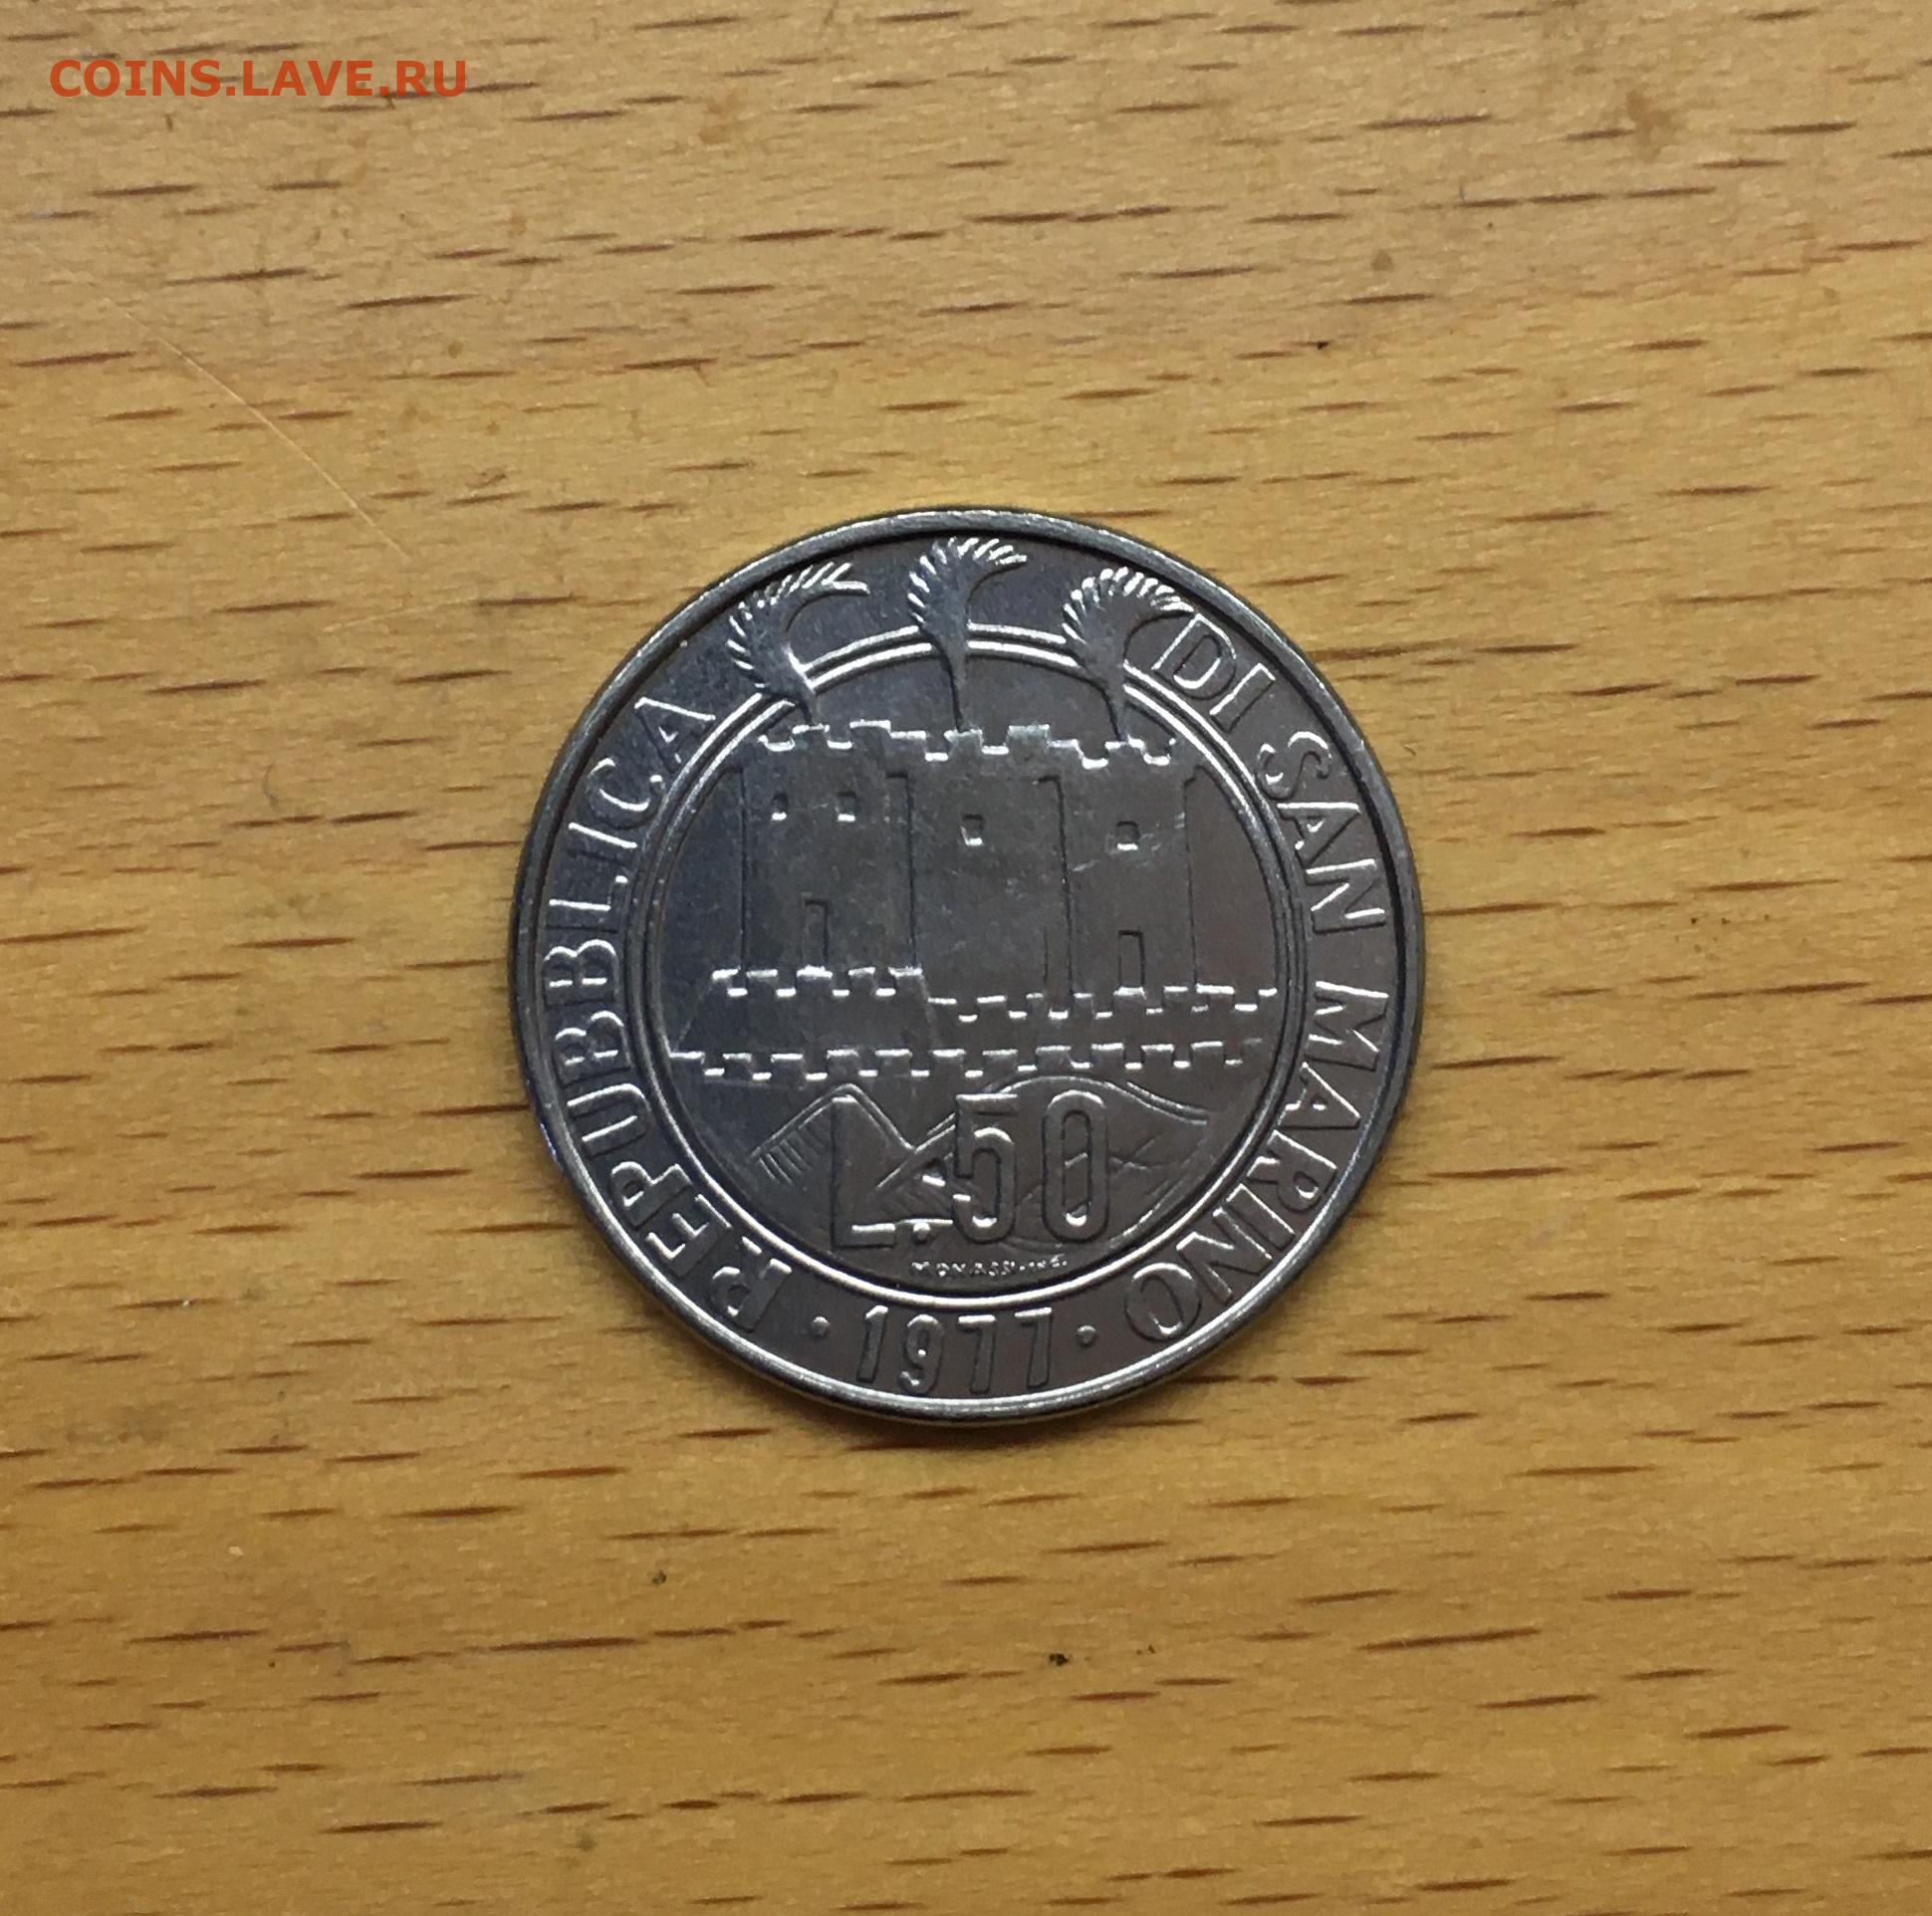 COINS.LAVE.RU
REPUBBLICA DI SAN MARINO
L.50
· 1977 ·